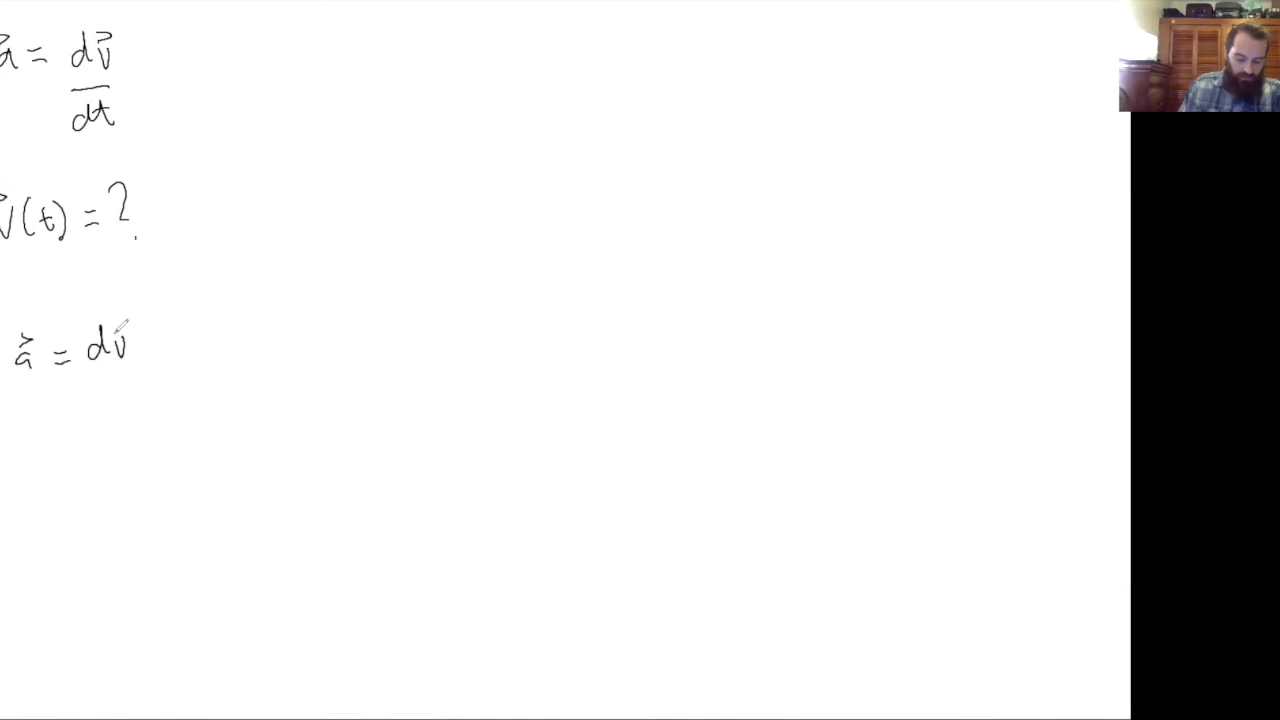 a⃗ = dv⃗
dt
v⃗(t) = ?
a⃗ = dv